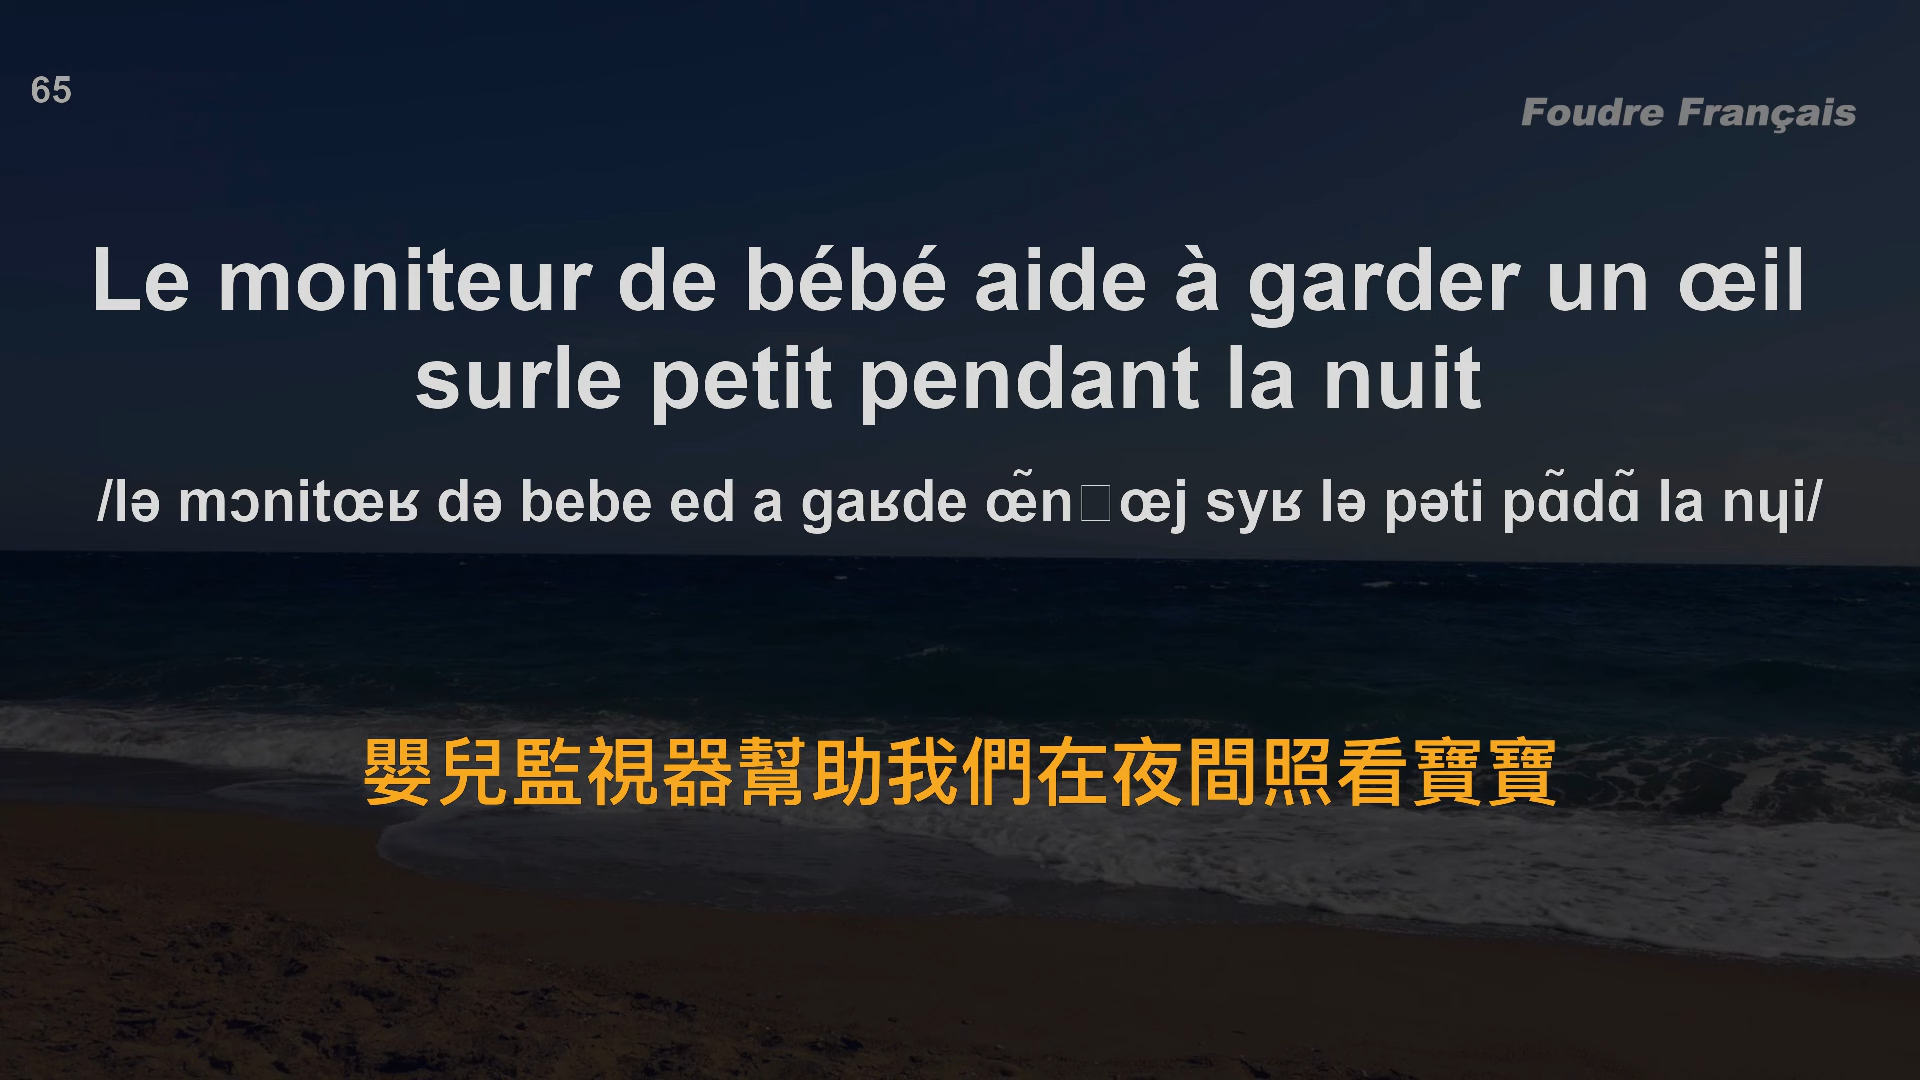 65
Foudre Français
Le moniteur de bébé aide à garder un œil
surle petit pendant la nuit
/lə mɔnitœʁ də bebe ed a gaʁde œ̃n□œj syʁ lə pəti pɑ̃dɑ̃ la nɥi/
嬰兒監視器幫助我們在夜間照看寶寶